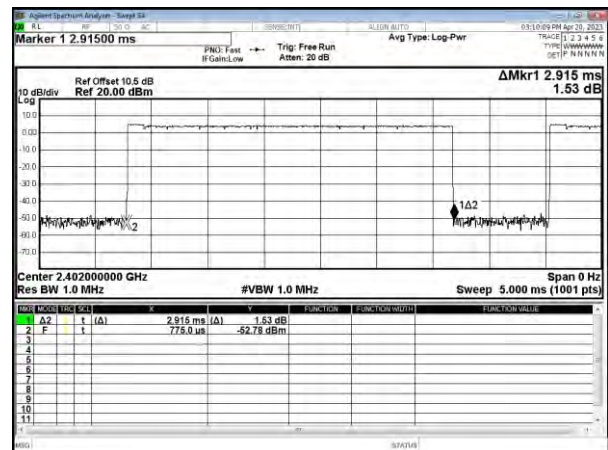 Agilent Spectrum Analyzer - Swept SA
RL RF 50 Ω AC SENSE:INT ALIGN AUTO 03:10:09 PM Apr 20, 2023
Marker 1 2.91500 ms
PNO: Fast
IFGain:Low
Trig: Free Run
Atten: 20 dB
Avg Type: Log-Pwr
TRACE 1 2 3 4 5 6
TYPE WWWWWW
DET P N N N N N
Ref Offset 10.5 dB
Ref 20.00 dBm
10 dB/div
Log
ΔMkr1 2.915 ms
1.53 dB
10.0
0.00
-10.0
-20.0
-30.0
-40.0
-50.0
-60.0
-70.0
2
1Δ2
Center 2.402000000 GHz
Span 0 Hz
Res BW 1.0 MHz
#VBW 1.0 MHz
Sweep 5.000 ms (1001 pts)
MKR MODE TRC SCL X Y FUNCTION FUNCTION WIDTH FUNCTION VALUE
1 Δ2 t (Δ) 2.915 ms (Δ) 1.53 dB
2 F t 775.0 µs -52.78 dBm
3
4
5
6
7
8
9
10
11
MSG
STATUS